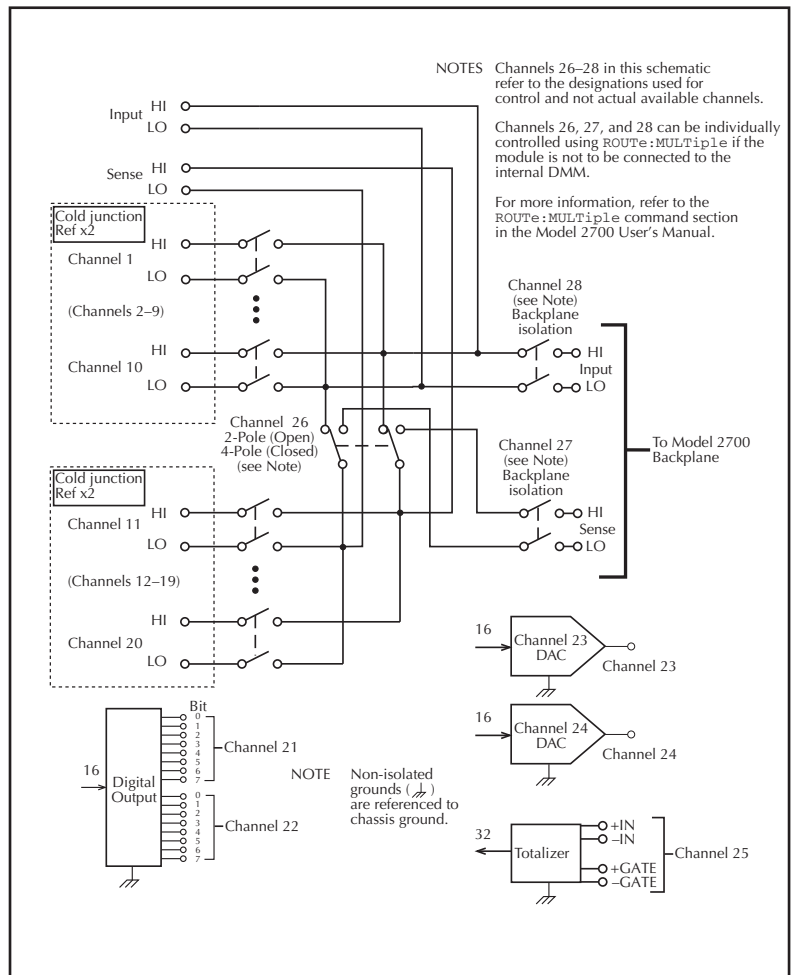 NOTES Channels 26–28 in this schematic
refer to the designations used for
control and not actual available channels.
Channels 26, 27, and 28 can be individually
controlled using ROUTe:MULTiple if the
module is not to be connected to the
internal DMM.
For more information, refer to the
ROUTe:MULTiple command section
in the Model 2700 User's Manual.
Input HI
LO
Sense HI
LO
Cold junction
Ref x2
Channel 1
HI
LO
(Channels 2–9)
Channel 10
HI
LO
Channel 28
(see Note)
Backplane
isolation
HI
Input
LO
Channel 26
2-Pole (Open)
4-Pole (Closed)
(see Note)
Channel 27
(see Note)
Backplane
isolation
HI
Sense
LO
To Model 2700
Backplane
Cold junction
Ref x2
Channel 11
HI
LO
(Channels 12–19)
Channel 20
HI
LO
16
Channel 23
DAC
Channel 23
16
Channel 24
DAC
Channel 24
16
Digital
Output
Bit
0
1
2
3
4
5
6
7
Channel 21
0
1
2
3
4
5
6
7
Channel 22
NOTE Non-isolated
grounds ( )
are referenced to
chassis ground.
32
Totalizer
+IN
–IN
+GATE
–GATE
Channel 25